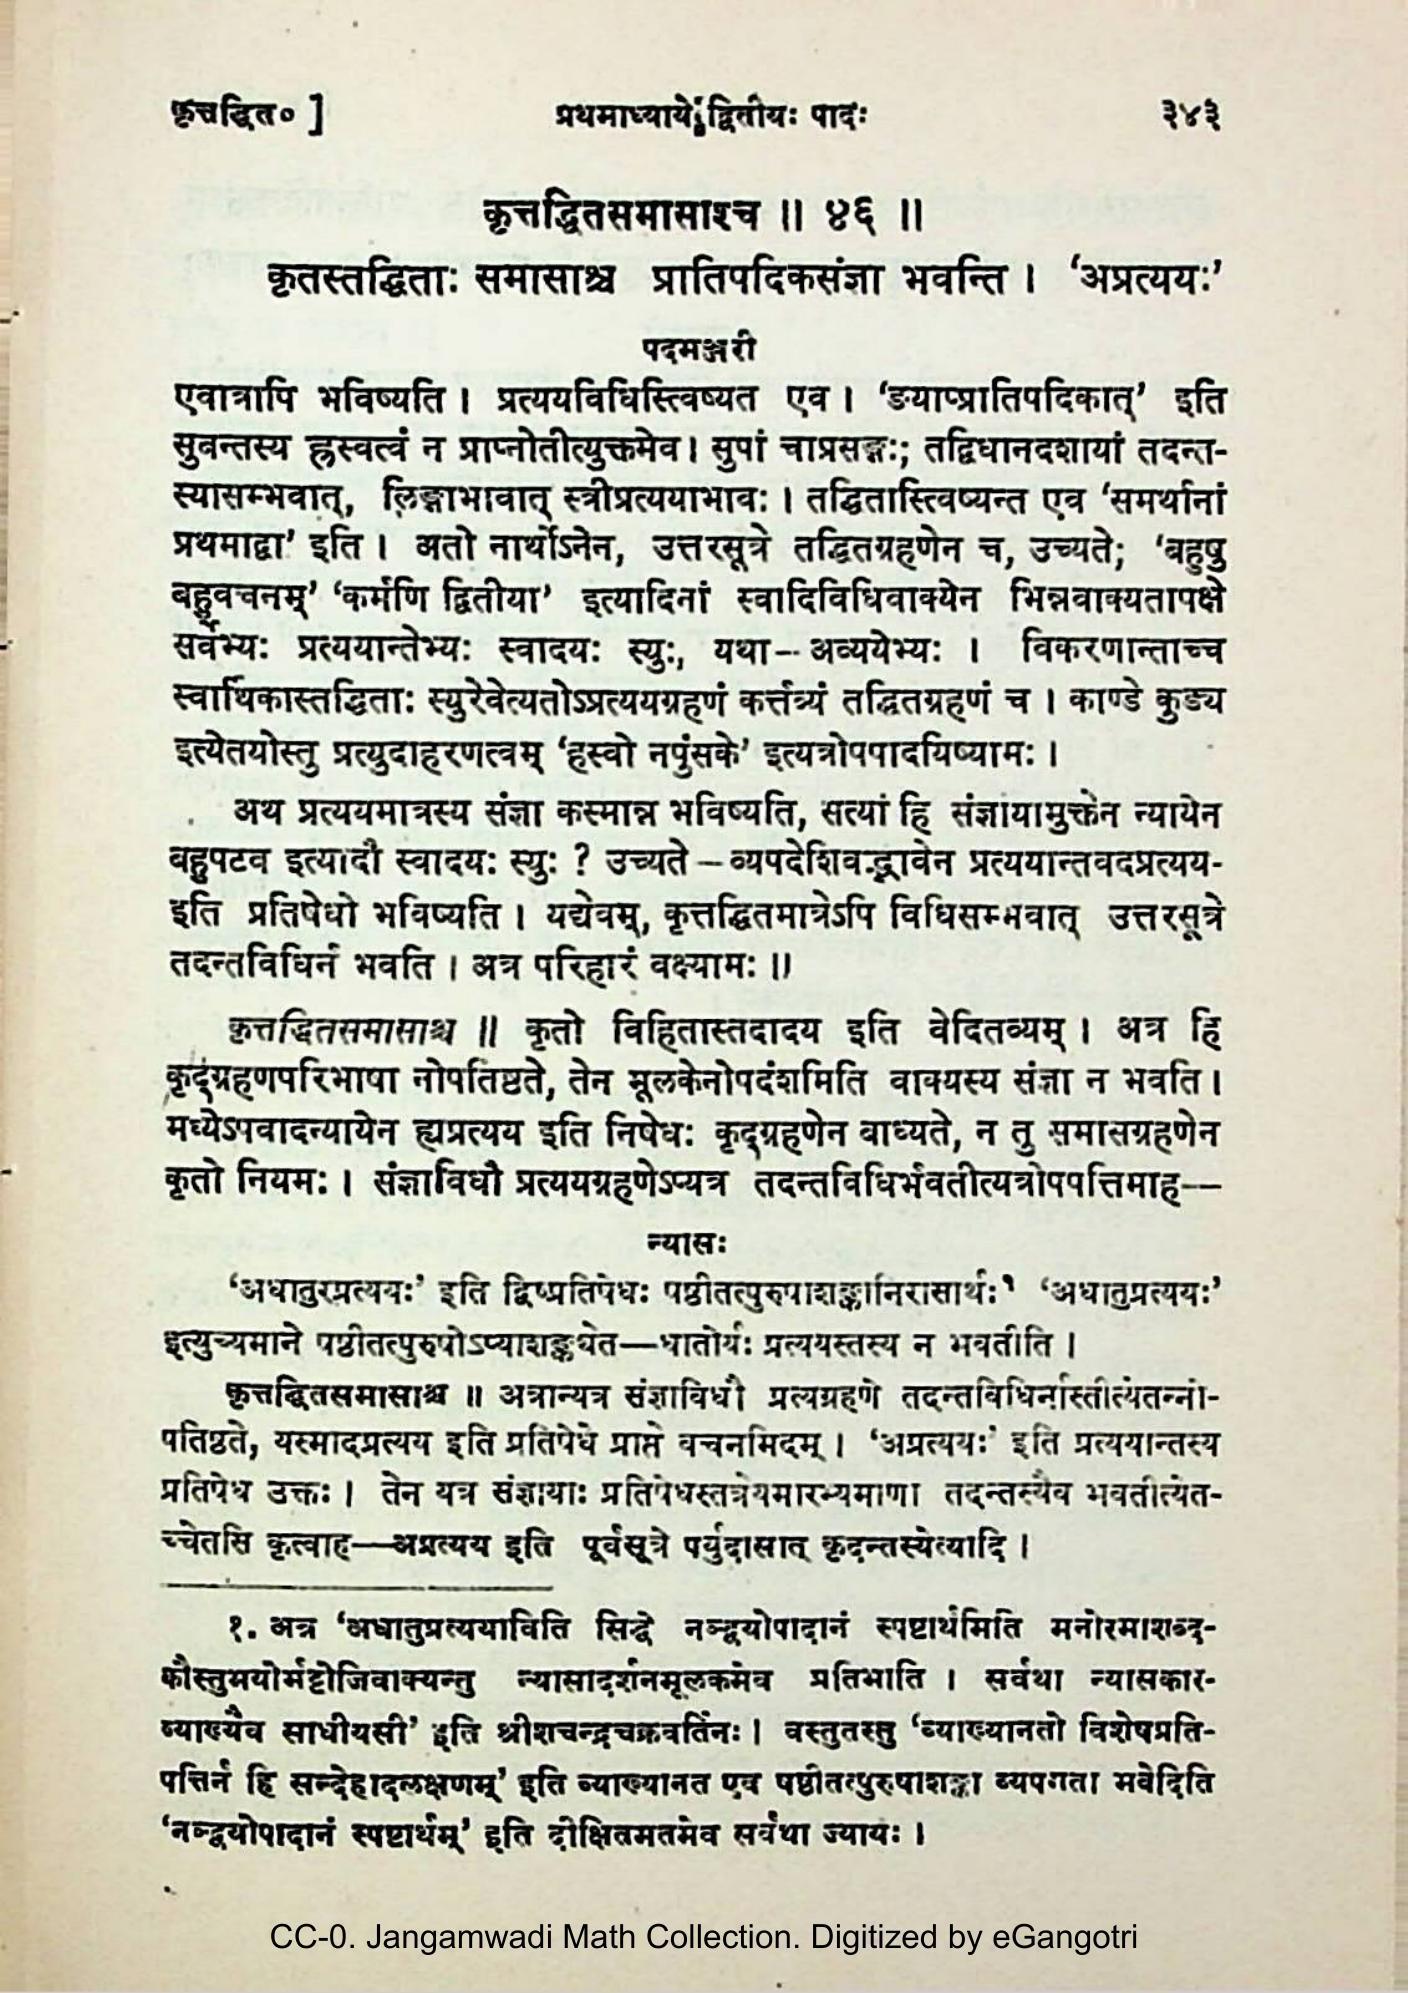 कृत्तद्धित० ] प्रथमाध्याये द्वितीयः पादः ३४३
कृत्तद्धितसमासाश्च ॥ ४६ ॥
कृतस्तद्धिताः समासाश्च प्रातिपदिकसंज्ञा भवन्ति । 'अप्रत्ययः'
पदमञ्जरी
एवात्रापि भविष्यति । प्रत्ययविधिस्त्विष्यत एव । 'ङयाप्प्रातिपदिकात्' इति
सुबन्तस्य ह्रस्वत्वं न प्राप्नोतीत्युक्तमेव । सुपां चाप्रसङ्गः; तद्विधानदशायां तदन्त-
स्यासम्भवात्, लिङ्गाभावात् स्त्रीप्रत्ययाभावः । तद्धितास्त्विष्यन्त एव 'समर्थानां
प्रथमाद्वा' इति । अतो नार्थोऽनेन, उत्तरसूत्रे तद्धितग्रहणेन च, उच्यते; 'बहुषु
बहुवचनम्' 'कर्मणि द्वितीया' इत्यादिनां स्वादिविधिवाक्येन भिन्नवाक्यतापक्षे
सर्वेभ्यः प्रत्ययान्तेभ्यः स्वादयः स्युः, यथा-- अव्ययेभ्यः । विकरणान्ताच्च
स्वार्थिकास्तद्धिताः स्युरेवेत्यतोऽप्रत्ययग्रहणं कर्त्तव्यं तद्धितग्रहणं च । काण्डे कुड्य
इत्येतयोस्तु प्रत्युदाहरणत्वम् 'ह्रस्वो नपुंसके' इत्यत्रोपपादयिष्यामः ।
अथ प्रत्ययमात्रस्य संज्ञा कस्मान्न भविष्यति, सत्यां हि संज्ञायामुक्तेन न्यायेन
बहुपटव इत्यादौ स्वादयः स्युः ? उच्यते – व्यपदेशिवद्भावेन प्रत्ययान्तवदप्रत्यय-
इति प्रतिषेधो भविष्यति । यद्येवम्, कृत्तद्धितमात्रेऽपि विधिसम्भवात् उत्तरसूत्रे
तदन्तविधिर्न भवति । अत्र परिहारं वक्ष्यामः ॥
कृत्तद्धितसमासाश्च ॥ कृतो विहितास्तदादय इति वेदितव्यम् । अत्र हि
कृद्ग्रहणपरिभाषा नोपतिष्ठते, तेन मूलकेनोपदंशमिति वाक्यस्य संज्ञा न भवति ।
मध्येऽपवादन्यायेन ह्यप्रत्यय इति निषेधः कृद्ग्रहणेन बाध्यते, न तु समासग्रहणेन
कृतो नियमः । संज्ञाविधौ प्रत्ययग्रहणेऽप्यत्र तदन्तविधिर्भवतीत्यत्रोपपत्तिमाह—
न्यासः
'अधातुरप्रत्ययः' इति द्विष्प्रतिषेधः षष्ठीतत्पुरुषाशङ्कानिरासार्थः¹ 'अधातुप्रत्ययः'
इत्युच्यमाने षष्ठीतत्पुरुषोऽप्याशङ्क्येत—धातोर्यः प्रत्ययस्तस्य न भवतीति ।
कृत्तद्धितसमासाश्च ॥ अत्रान्यत्र संज्ञाविधौ प्रत्यग्रहणे तदन्तविधिर्नास्तीत्येतन्नो-
पतिष्ठते, यस्मादप्रत्यय इति प्रतिषेधे प्राप्ते वचनमिदम् । 'अप्रत्ययः' इति प्रत्ययान्तस्य
प्रतिषेध उक्तः । तेन यत्र संज्ञायाः प्रतिषेधस्तत्रेयमारभ्यमाणा तदन्तस्यैव भवतीत्येत-
च्चेतसि कृत्वाह—अप्रत्यय इति पूर्वसूत्रे पर्युदासात् कृदन्तस्येत्यादि ।
१. अत्र 'अधातुप्रत्ययाविति सिद्धे नञ्द्वयोपादानं स्पष्टार्थमिति मनोरमाशब्द-
कौस्तुभयोर्भट्टोजिवाक्यन्तु न्यासादर्शनमूलकमेव प्रतिभाति । सर्वथा न्यासकार-
व्याख्यैव साधीयसी' इति श्रीशचन्द्रचक्रवर्तिनः । वस्तुतस्तु 'व्याख्यानतो विशेषप्रति-
पत्तिर्न हि सन्देहादलक्षणम्' इति व्याख्यानत एव षष्ठीतत्पुरुषाशङ्का व्यपगता भवेदिति
'नञ्द्वयोपादानं स्पष्टार्थम्' इति दीक्षितमतमेव सर्वथा ज्यायः ।
CC-0. Jangamwadi Math Collection. Digitized by eGangotri